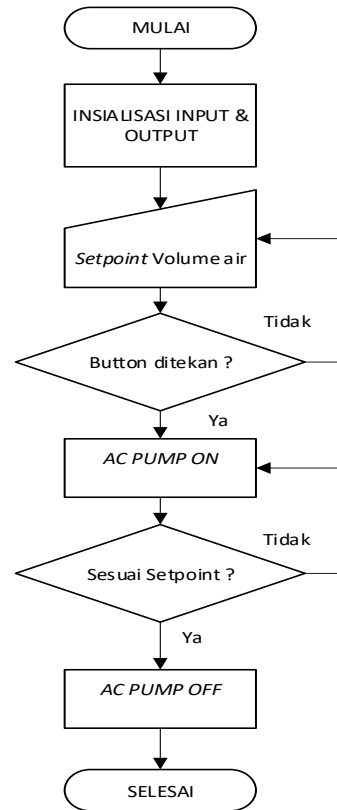 MULAI
INSIALISASI INPUT &
OUTPUT
Setpoint Volume air
Tidak
Button ditekan ?
Ya
AC PUMP ON
Tidak
Sesuai Setpoint ?
Ya
AC PUMP OFF
SELESAI